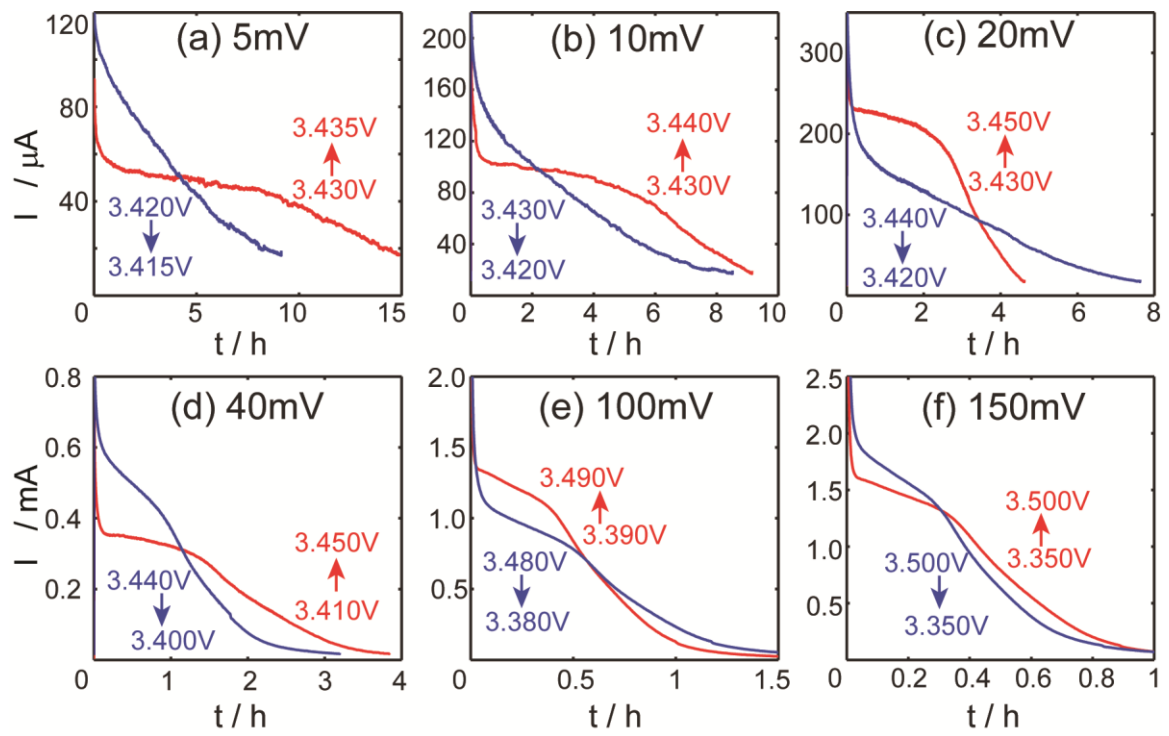 (a) 5mV
I / μA
120
80
40
0
5
10
15
t / h
3.435V
3.430V
3.420V
3.415V
(b) 10mV
200
160
120
80
40
0
2
4
6
8
10
t / h
3.440V
3.430V
3.430V
3.420V
(c) 20mV
300
200
100
0
2
4
6
8
t / h
3.450V
3.430V
3.440V
3.420V
(d) 40mV
I / mA
0.8
0.6
0.4
0.2
0
1
2
3
4
t / h
3.450V
3.410V
3.440V
3.400V
(e) 100mV
2.0
1.5
1.0
0.5
0
0.5
1
1.5
t / h
3.490V
3.390V
3.480V
3.380V
(f) 150mV
2.5
2.0
1.5
1.0
0.5
0
0.2
0.4
0.6
0.8
1
t / h
3.500V
3.350V
3.500V
3.350V